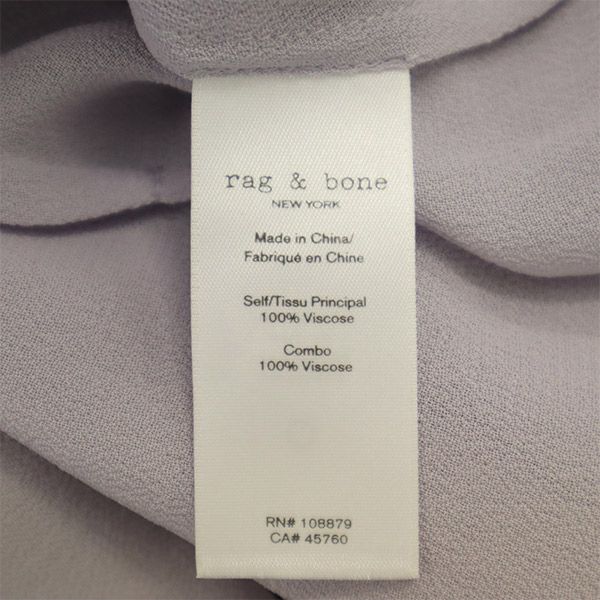 rag & bone
NEW YORK
Made in China/
Fabriqué en Chine
Self/Tissu Principal
100% Viscose
Combo
100% Viscose
RN# 108879
CA# 45760